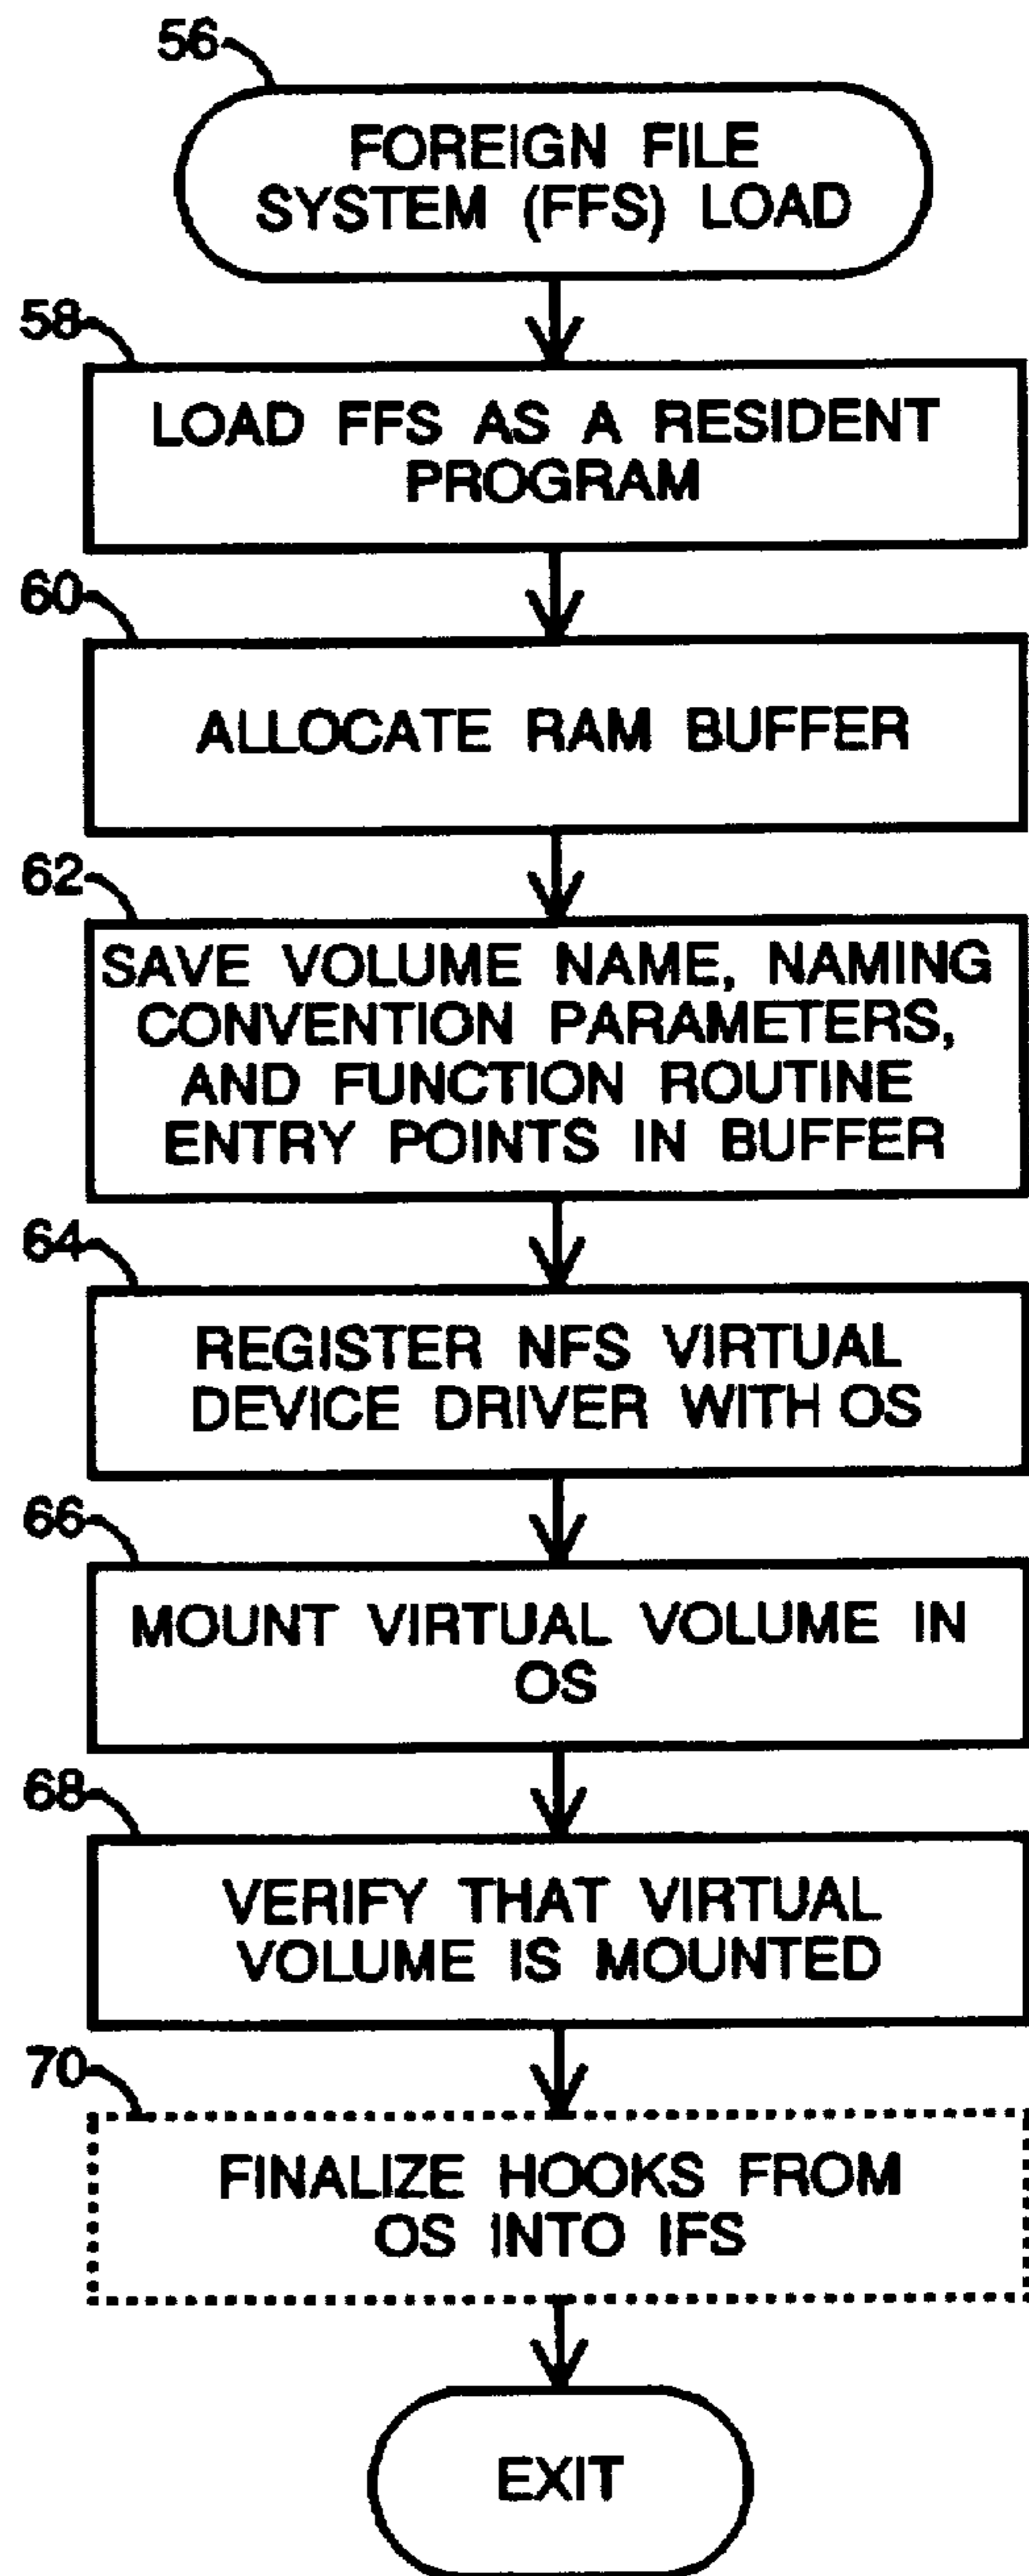 56
FOREIGN FILE
SYSTEM (FFS) LOAD
58
LOAD FFS AS A RESIDENT
PROGRAM
60
ALLOCATE RAM BUFFER
62
SAVE VOLUME NAME, NAMING
CONVENTION PARAMETERS,
AND FUNCTION ROUTINE
ENTRY POINTS IN BUFFER
64
REGISTER NFS VIRTUAL
DEVICE DRIVER WITH OS
66
MOUNT VIRTUAL VOLUME IN
OS
68
VERIFY THAT VIRTUAL
VOLUME IS MOUNTED
70
FINALIZE HOOKS FROM
OS INTO IFS
EXIT